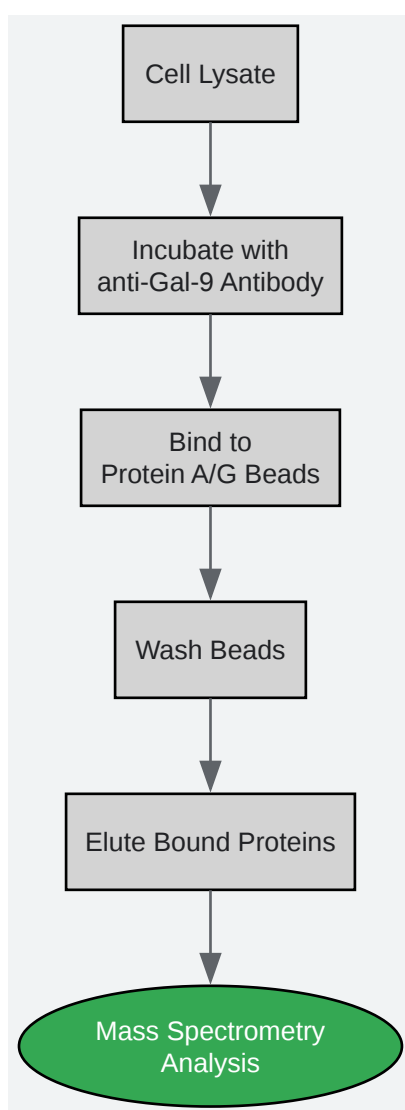 Cell Lysate
Incubate with
anti-Gal-9 Antibody
Bind to
Protein A/G Beads
Wash Beads
Elute Bound Proteins
Mass Spectrometry
Analysis